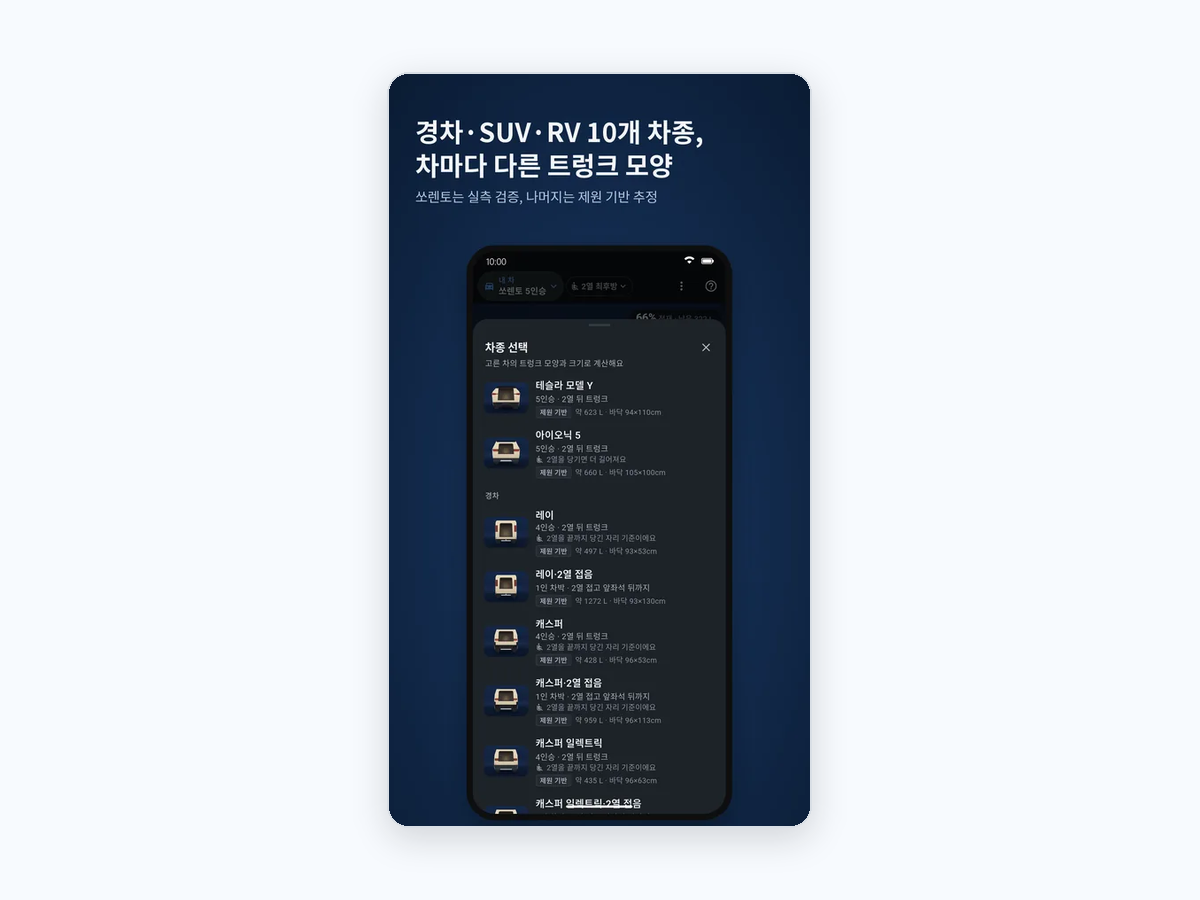 경차·SUV·RV 10개 차종,
차마다 다른 트렁크 모양
쏘렌토는 실측 검증, 나머지는 제원 기반 추정
10:00
내 차
쏘렌토 5인승
2열 최후방
66%
차종 선택
고른 차의 트렁크 모양과 크기로 계산해요
테슬라 모델 Y
5인승 · 2열 뒤 트렁크
제원 기반 약 623 L · 바닥 94×110cm
아이오닉 5
5인승 · 2열 뒤 트렁크
2열을 당기면 더 길어져요
제원 기반 약 660 L · 바닥 105×100cm
경차
레이
4인승 · 2열 뒤 트렁크
2열을 끝까지 당긴 자리 기준이에요
제원 기반 약 497 L · 바닥 93×53cm
레이·2열 접음
1인 차박 · 2열 접고 앞좌석 뒤까지
제원 기반 약 1272 L · 바닥 93×130cm
캐스퍼
4인승 · 2열 뒤 트렁크
2열을 끝까지 당긴 자리 기준이에요
제원 기반 약 428 L · 바닥 96×53cm
캐스퍼·2열 접음
1인 차박 · 2열 접고 앞좌석 뒤까지
2열을 끝까지 당긴 자리 기준이에요
제원 기반 약 959 L · 바닥 96×113cm
캐스퍼 일렉트릭
4인승 · 2열 뒤 트렁크
2열을 끝까지 당긴 자리 기준이에요
제원 기반 약 435 L · 바닥 96×63cm
캐스퍼 일렉트릭·2열 접음